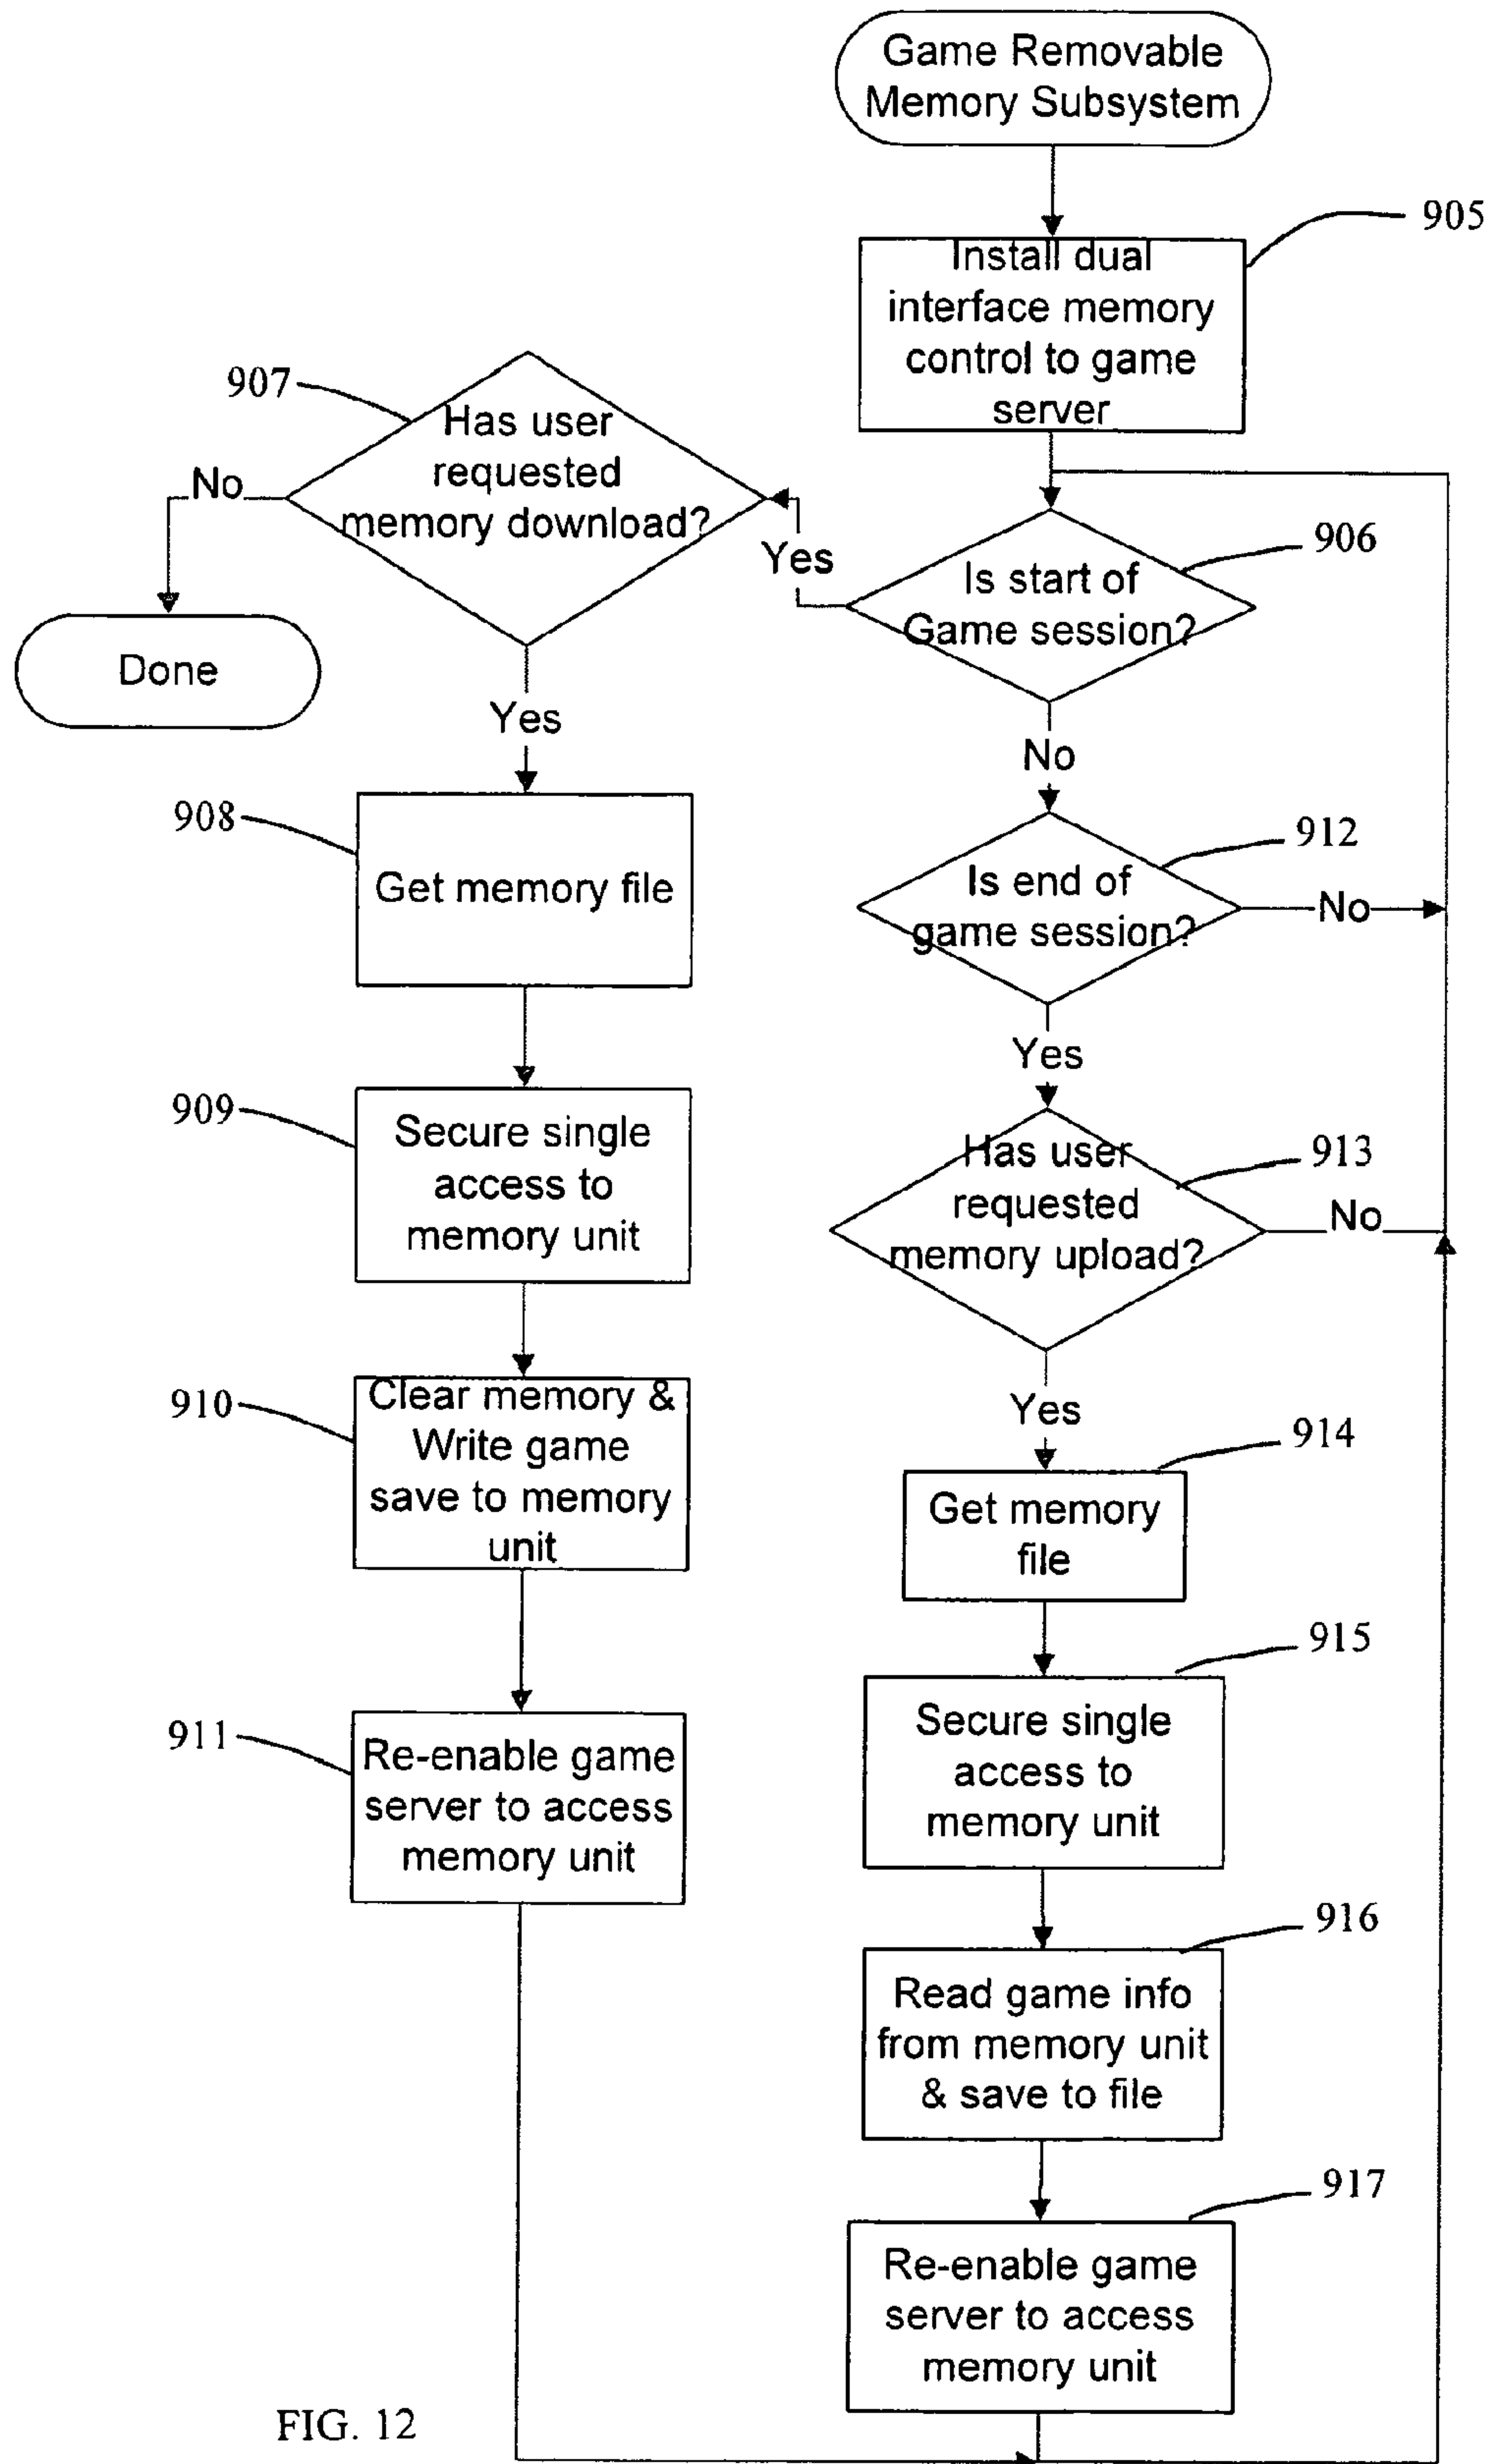 Game Removable
Memory Subsystem
905
Install dual
interface memory
control to game
server
907
Has user
requested
memory download?
No
Done
Yes
906
Is start of
Game session?
Yes
No
908
Get memory file
912
Is end of
game session?
No
Yes
909
Secure single
access to
memory unit
913
Has user
requested
memory upload?
No
Yes
910
Clear memory &
Write game
save to memory
unit
914
Get memory
file
911
Re-enable game
server to access
memory unit
915
Secure single
access to
memory unit
916
Read game info
from memory unit
& save to file
917
Re-enable game
server to access
memory unit
FIG. 12